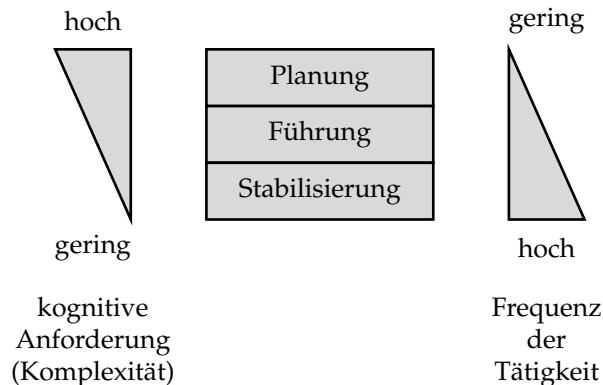 hoch
gering
Planung
Führung
Stabilisierung
gering
hoch
kognitive
Anforderung
(Komplexität)
Frequenz
der
Tätigkeit